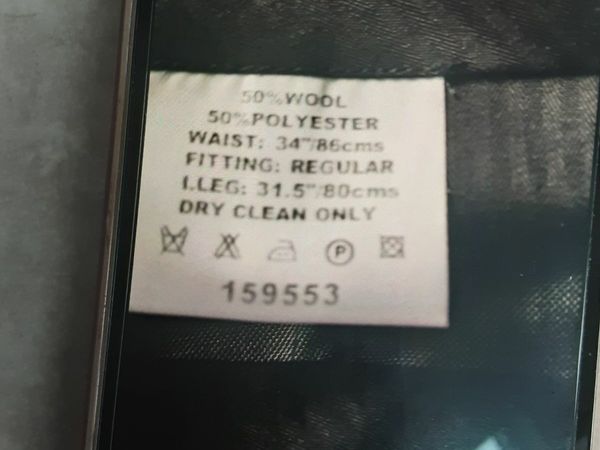 50%WOOL
50%POLYESTER
WAIST: 34"/86cms
FITTING: REGULAR
I.LEG: 31.5"/80cms
DRY CLEAN ONLY
P
159553